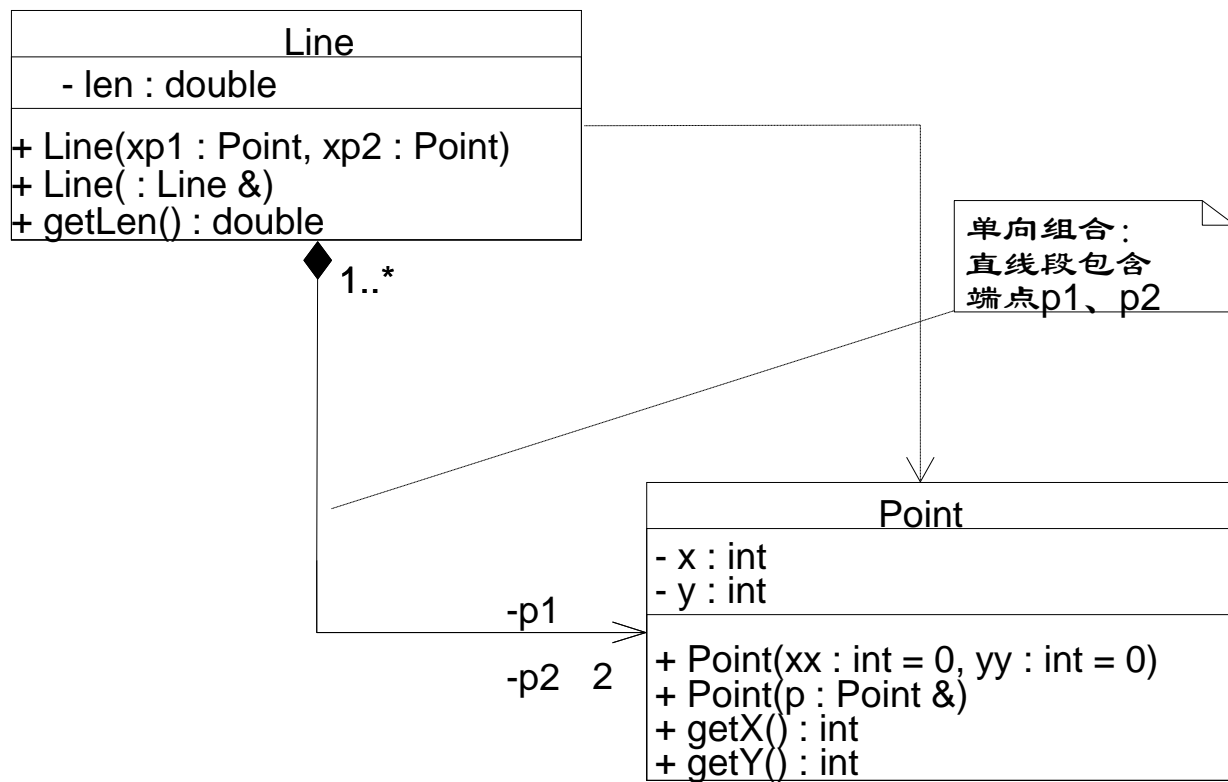 Line
- len : double
+ Line(xp1 : Point, xp2 : Point)
+ Line( : Line &)
+ getLen() : double
1..*
单向组合:
直线段包含
端点p1、p2
-p1
-p2 2
Point
- x : int
- y : int
+ Point(xx : int = 0, yy : int = 0)
+ Point(p : Point &)
+ getX() : int
+ getY() : int